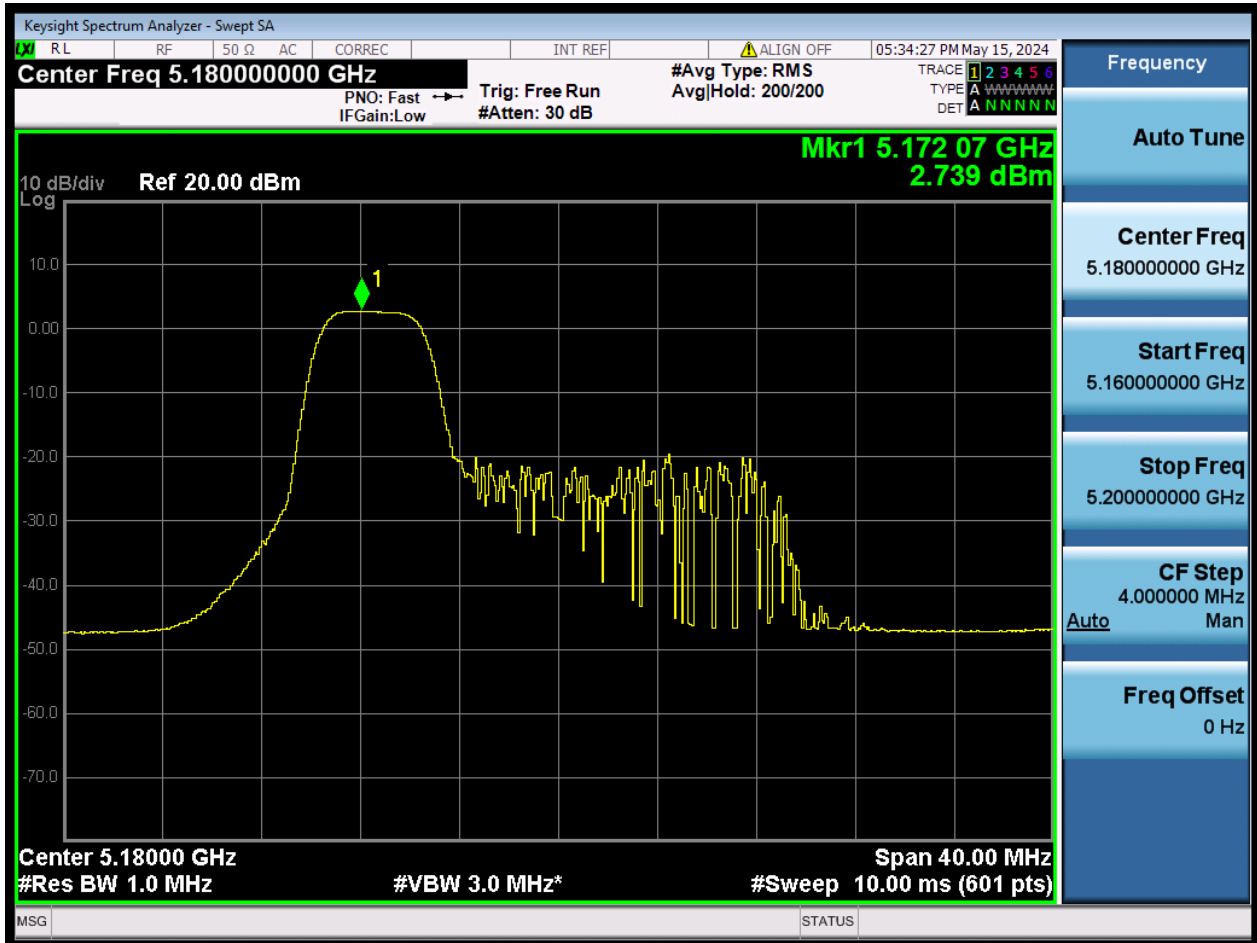 Keysight Spectrum Analyzer - Swept SA
LXI RL RF 50 Ω AC CORREC INT REF ALIGN OFF 05:34:27 PM May 15, 2024
Center Freq 5.180000000 GHz
PNO: Fast
IFGain:Low
Trig: Free Run
#Atten: 30 dB
#Avg Type: RMS
Avg|Hold: 200/200
TRACE 1 2 3 4 5 6
TYPE A WWWWW
DET A N N N N N
Mkr1 5.172 07 GHz
2.739 dBm
10 dB/div Ref 20.00 dBm
Log
1
10.0
0.00
-10.0
-20.0
-30.0
-40.0
-50.0
-60.0
-70.0
Center 5.18000 GHz Span 40.00 MHz
#Res BW 1.0 MHz #VBW 3.0 MHz* #Sweep 10.00 ms (601 pts)
MSG STATUS
Frequency
Auto Tune
Center Freq
5.180000000 GHz
Start Freq
5.160000000 GHz
Stop Freq
5.200000000 GHz
CF Step
4.000000 MHz
Auto Man
Freq Offset
0 Hz